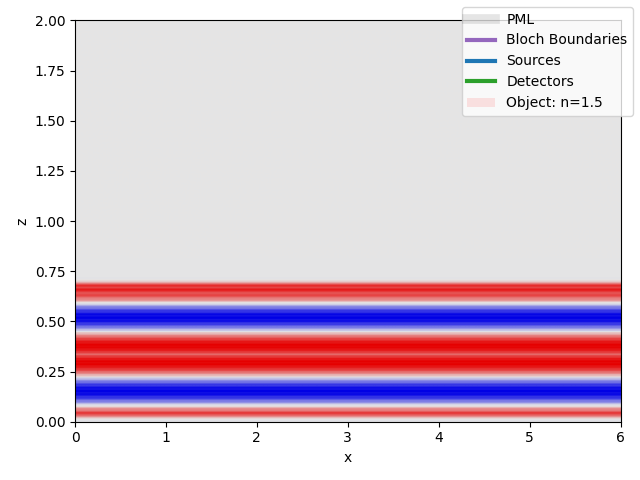 2.00
1.75
1.50
1.25
1.00
0.75
0.50
0.25
0.00
z
0 1 2 3 4 5 6
x
PML
Bloch Boundaries
Sources
Detectors
Object: n=1.5